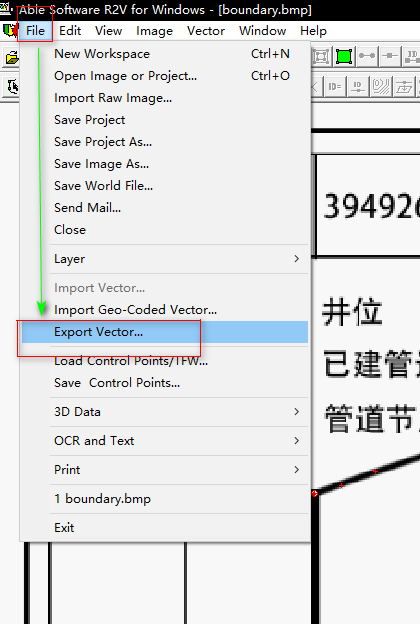 Able Software R2V for Windows - [boundary.bmp]
File Edit View Image Vector Window Help
New Workspace Ctrl+N
Open Image or Project... Ctrl+O
Import Raw Image...
Save Project
Save Project As...
Save Image As...
Save World File...
Send Mail...
Close
Layer
Import Vector...
Import Geo-Coded Vector...
Export Vector...
Load Control Points/TFW...
Save Control Points...
3D Data
OCR and Text
Print
1 boundary.bmp
Exit
ID=
ID
39492
井位
已建管
管道节